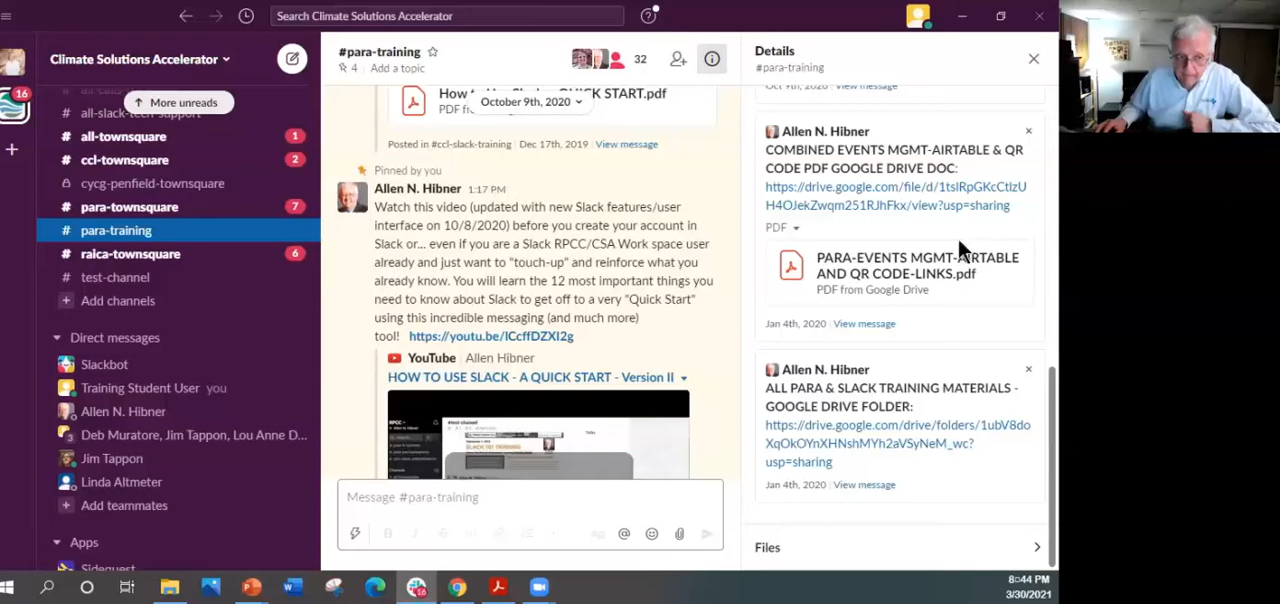 Search Climate Solutions Accelerator
16
Climate Solutions Accelerator
More unreads
all-slack-tech-support
# all-townsquare 1
# ccl-townsquare 2
cycg-penfield-townsquare
# para-townsquare 7
# para-training
# raica-townsquare 6
# test-channel
+ Add channels
Direct messages
Slackbot
Training Student User you
Allen N. Hibner
3 Deb Muratore, Jim Tappon, Lou Anne D...
Jim Tappon
Linda Altmeter
+ Add teammates
Apps
Sidequest
#para-training
4 | Add a topic
32
October 9th, 2020
QUICK START.pdf
Posted in #ccl-slack-training | Dec 17th, 2019 | View message
Pinned by you
Allen N. Hibner 1:17 PM
Watch this video (updated with new Slack features/user
interface on 10/8/2020) before you create your account in
Slack or... even if you are a Slack RPCC/CSA Work space user
already and just want to "touch-up" and reinforce what you
already know. You will learn the 12 most important things you
need to know about Slack to get off to a very "Quick Start"
using this incredible messaging (and much more)
tool! https://youtu.be/lCcffDZXI2g
YouTube | Allen Hibner
HOW TO USE SLACK - A QUICK START - Version II
Message #para-training
Details
#para-training
Oct 9th, 2020 View message
Allen N. Hibner
COMBINED EVENTS MGMT-AIRTABLE & QR
CODE PDF GOOGLE DRIVE DOC:
https://drive.google.com/file/d/1tslRpGKcCtlzU
H4OJekZwqm251RJhFkx/view?usp=sharing
PDF
PARA-EVENTS MGMT-AIRTABLE
AND QR CODE-LINKS.pdf
PDF from Google Drive
Jan 4th, 2020 | View message
Allen N. Hibner
ALL PARA & SLACK TRAINING MATERIALS -
GOOGLE DRIVE FOLDER:
https://drive.google.com/drive/folders/1ubV8do
XqOkOYnXHNshMYh2aVSyNeM_wc?
usp=sharing
Jan 4th, 2020 | View message
Files
8:44 PM
3/30/2021